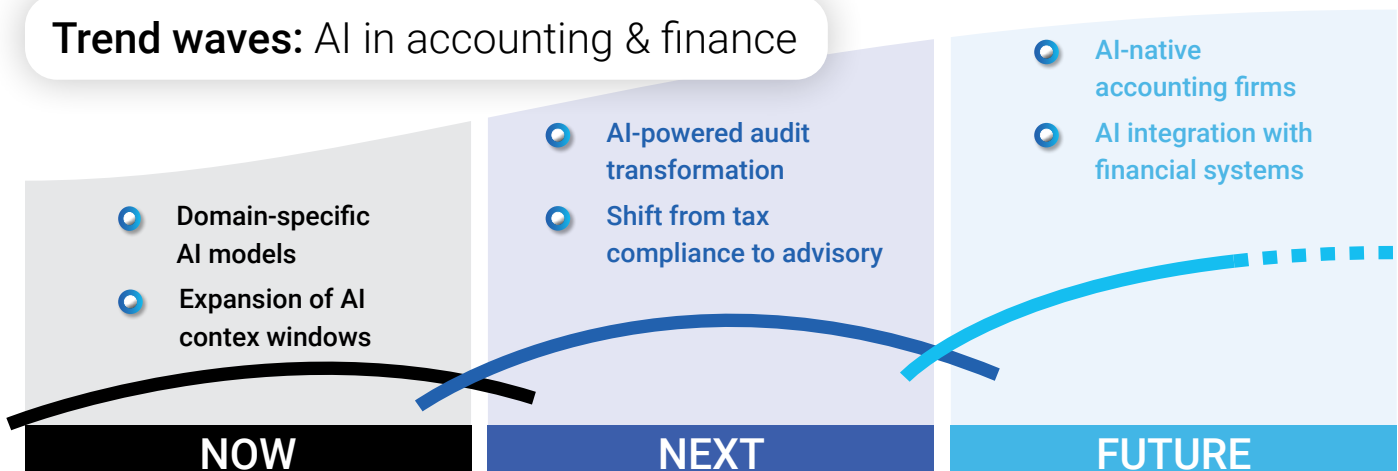 Trend waves: AI in accounting & finance
Domain-specific
AI models
Expansion of AI
contex windows
NOW
AI-powered audit
transformation
Shift from tax
compliance to advisory
NEXT
AI-native
accounting firms
AI integration with
financial systems
FUTURE